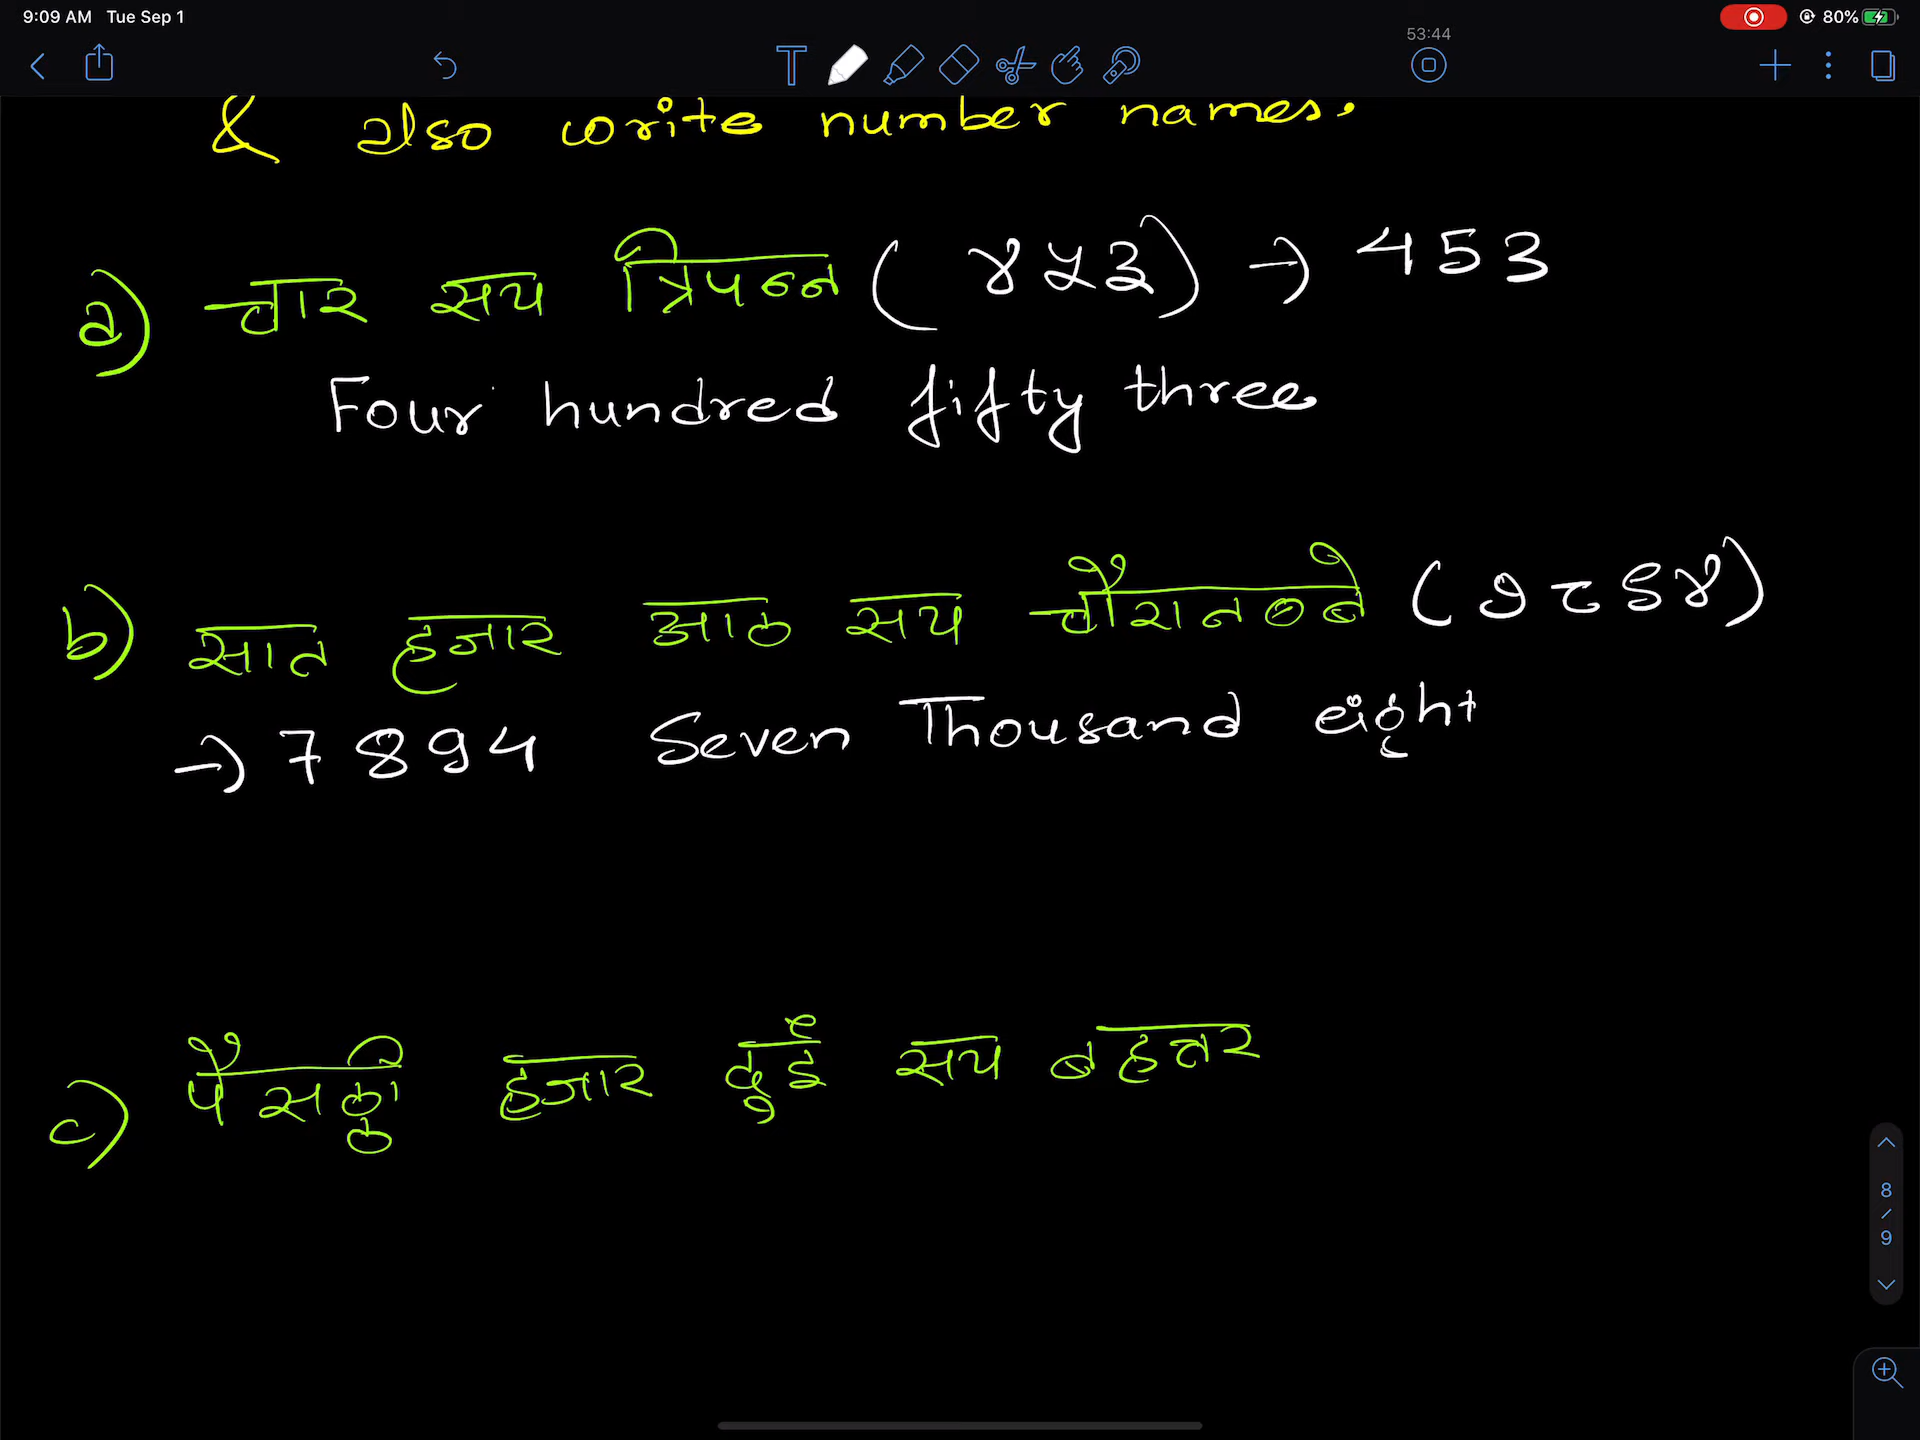 9:09 AM Tue Sep 1
80%
53:44
& also write number names.
a) चार सय त्रिपन्न ( ४५३ ) → 453
Four hundred fifty three
b) सात हजार आठ सय चौरानब्बे ( ७८९४ )
→ 7894 Seven Thousand eight
c) पैसठ्ठी हजार दुई सय बहत्तर
8
/
9